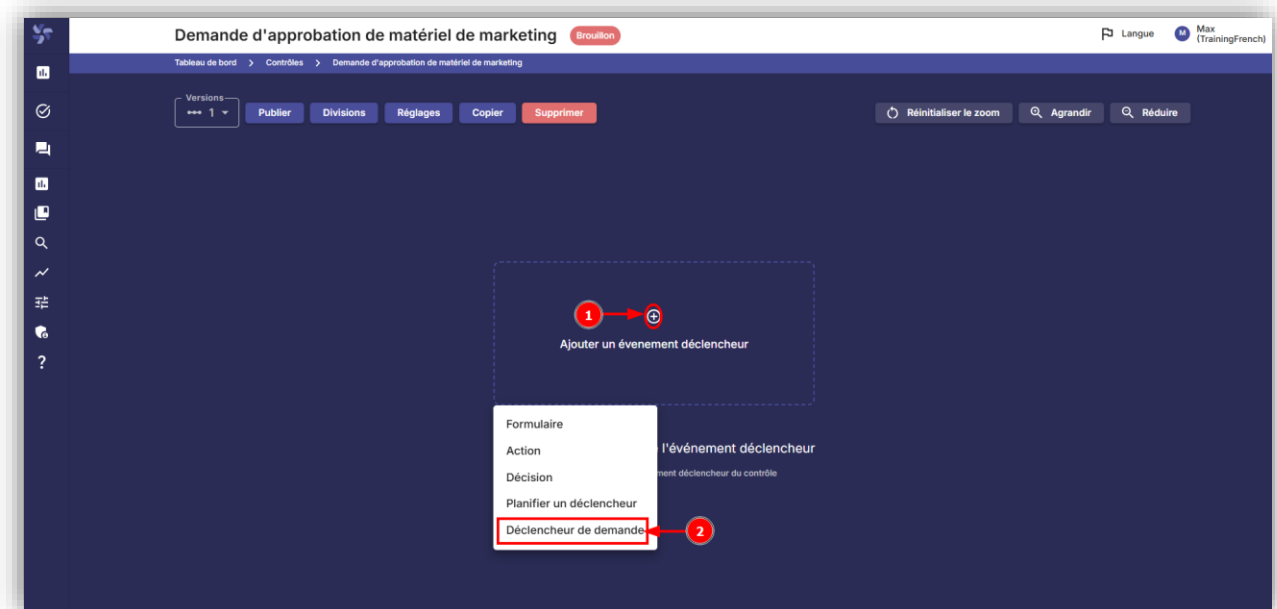 Demande d'approbation de matériel de marketing Brouillon
Langue
M
Max
(TrainingFrench)
Tableau de bord > Contrôles > Demande d'approbation de matériel de marketing
Versions
1
Publier Divisions Réglages Copier Supprimer
Réinitialiser le zoom Agrandir Réduire
1
Ajouter un évenement déclencheur
Formulaire
Action
Décision
Planifier un déclencheur
Déclencheur de demande
2
l'événement déclencheur
déclencheur du contrôle
?